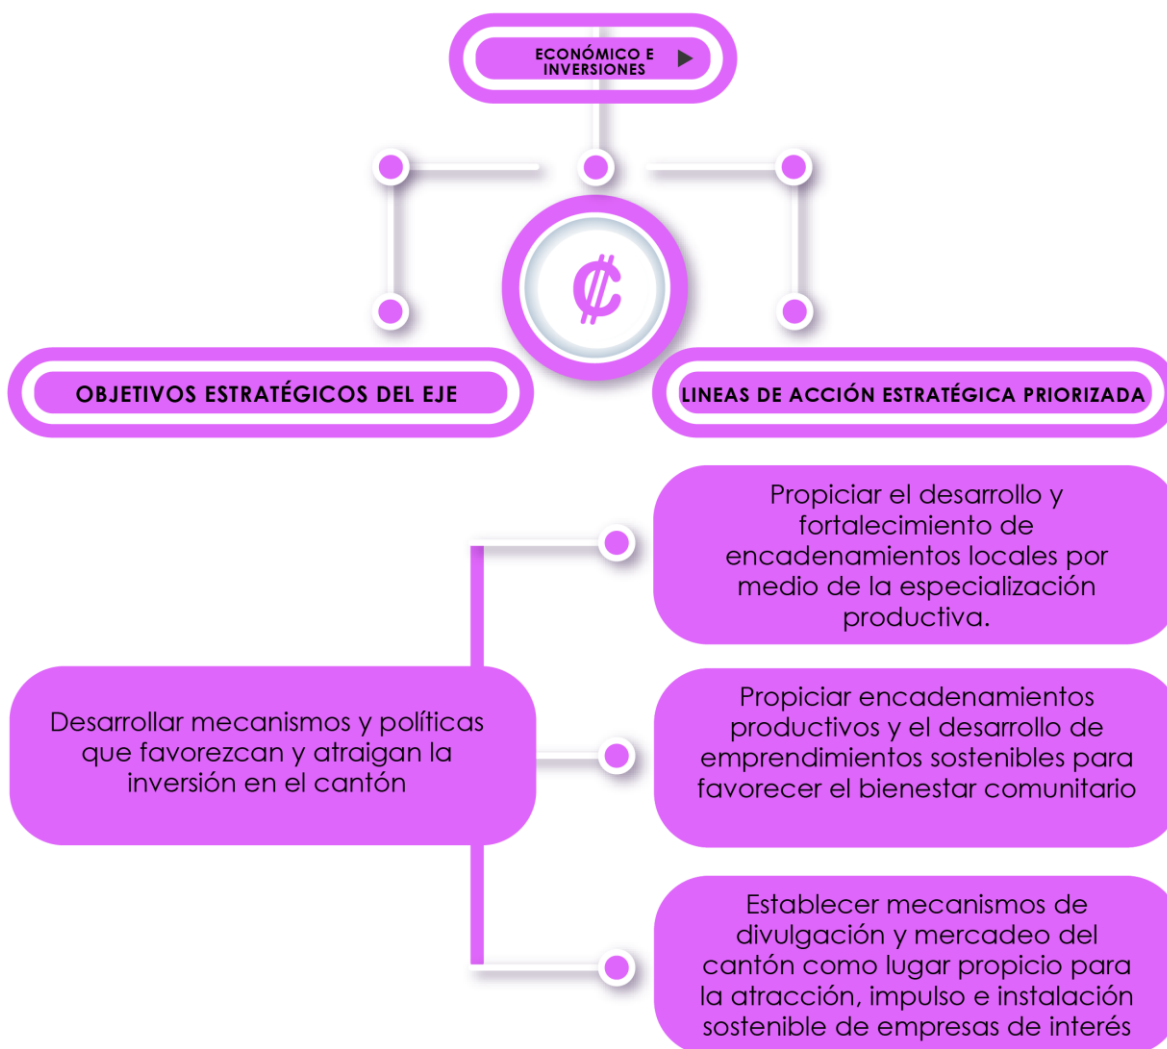 ECONÓMICO E
INVERSIONES
₡
OBJETIVOS ESTRATÉGICOS DEL EJE
LINEAS DE ACCIÓN ESTRATÉGICA PRIORIZADA
Desarrollar mecanismos y políticas
que favorezcan y atraigan la
inversión en el cantón
Propiciar el desarrollo y
fortalecimiento de
encadenamientos locales por
medio de la especialización
productiva.
Propiciar encadenamientos
productivos y el desarrollo de
emprendimientos sostenibles para
favorecer el bienestar comunitario
Establecer mecanismos de
divulgación y mercadeo del
cantón como lugar propicio para
la atracción, impulso e instalación
sostenible de empresas de interés